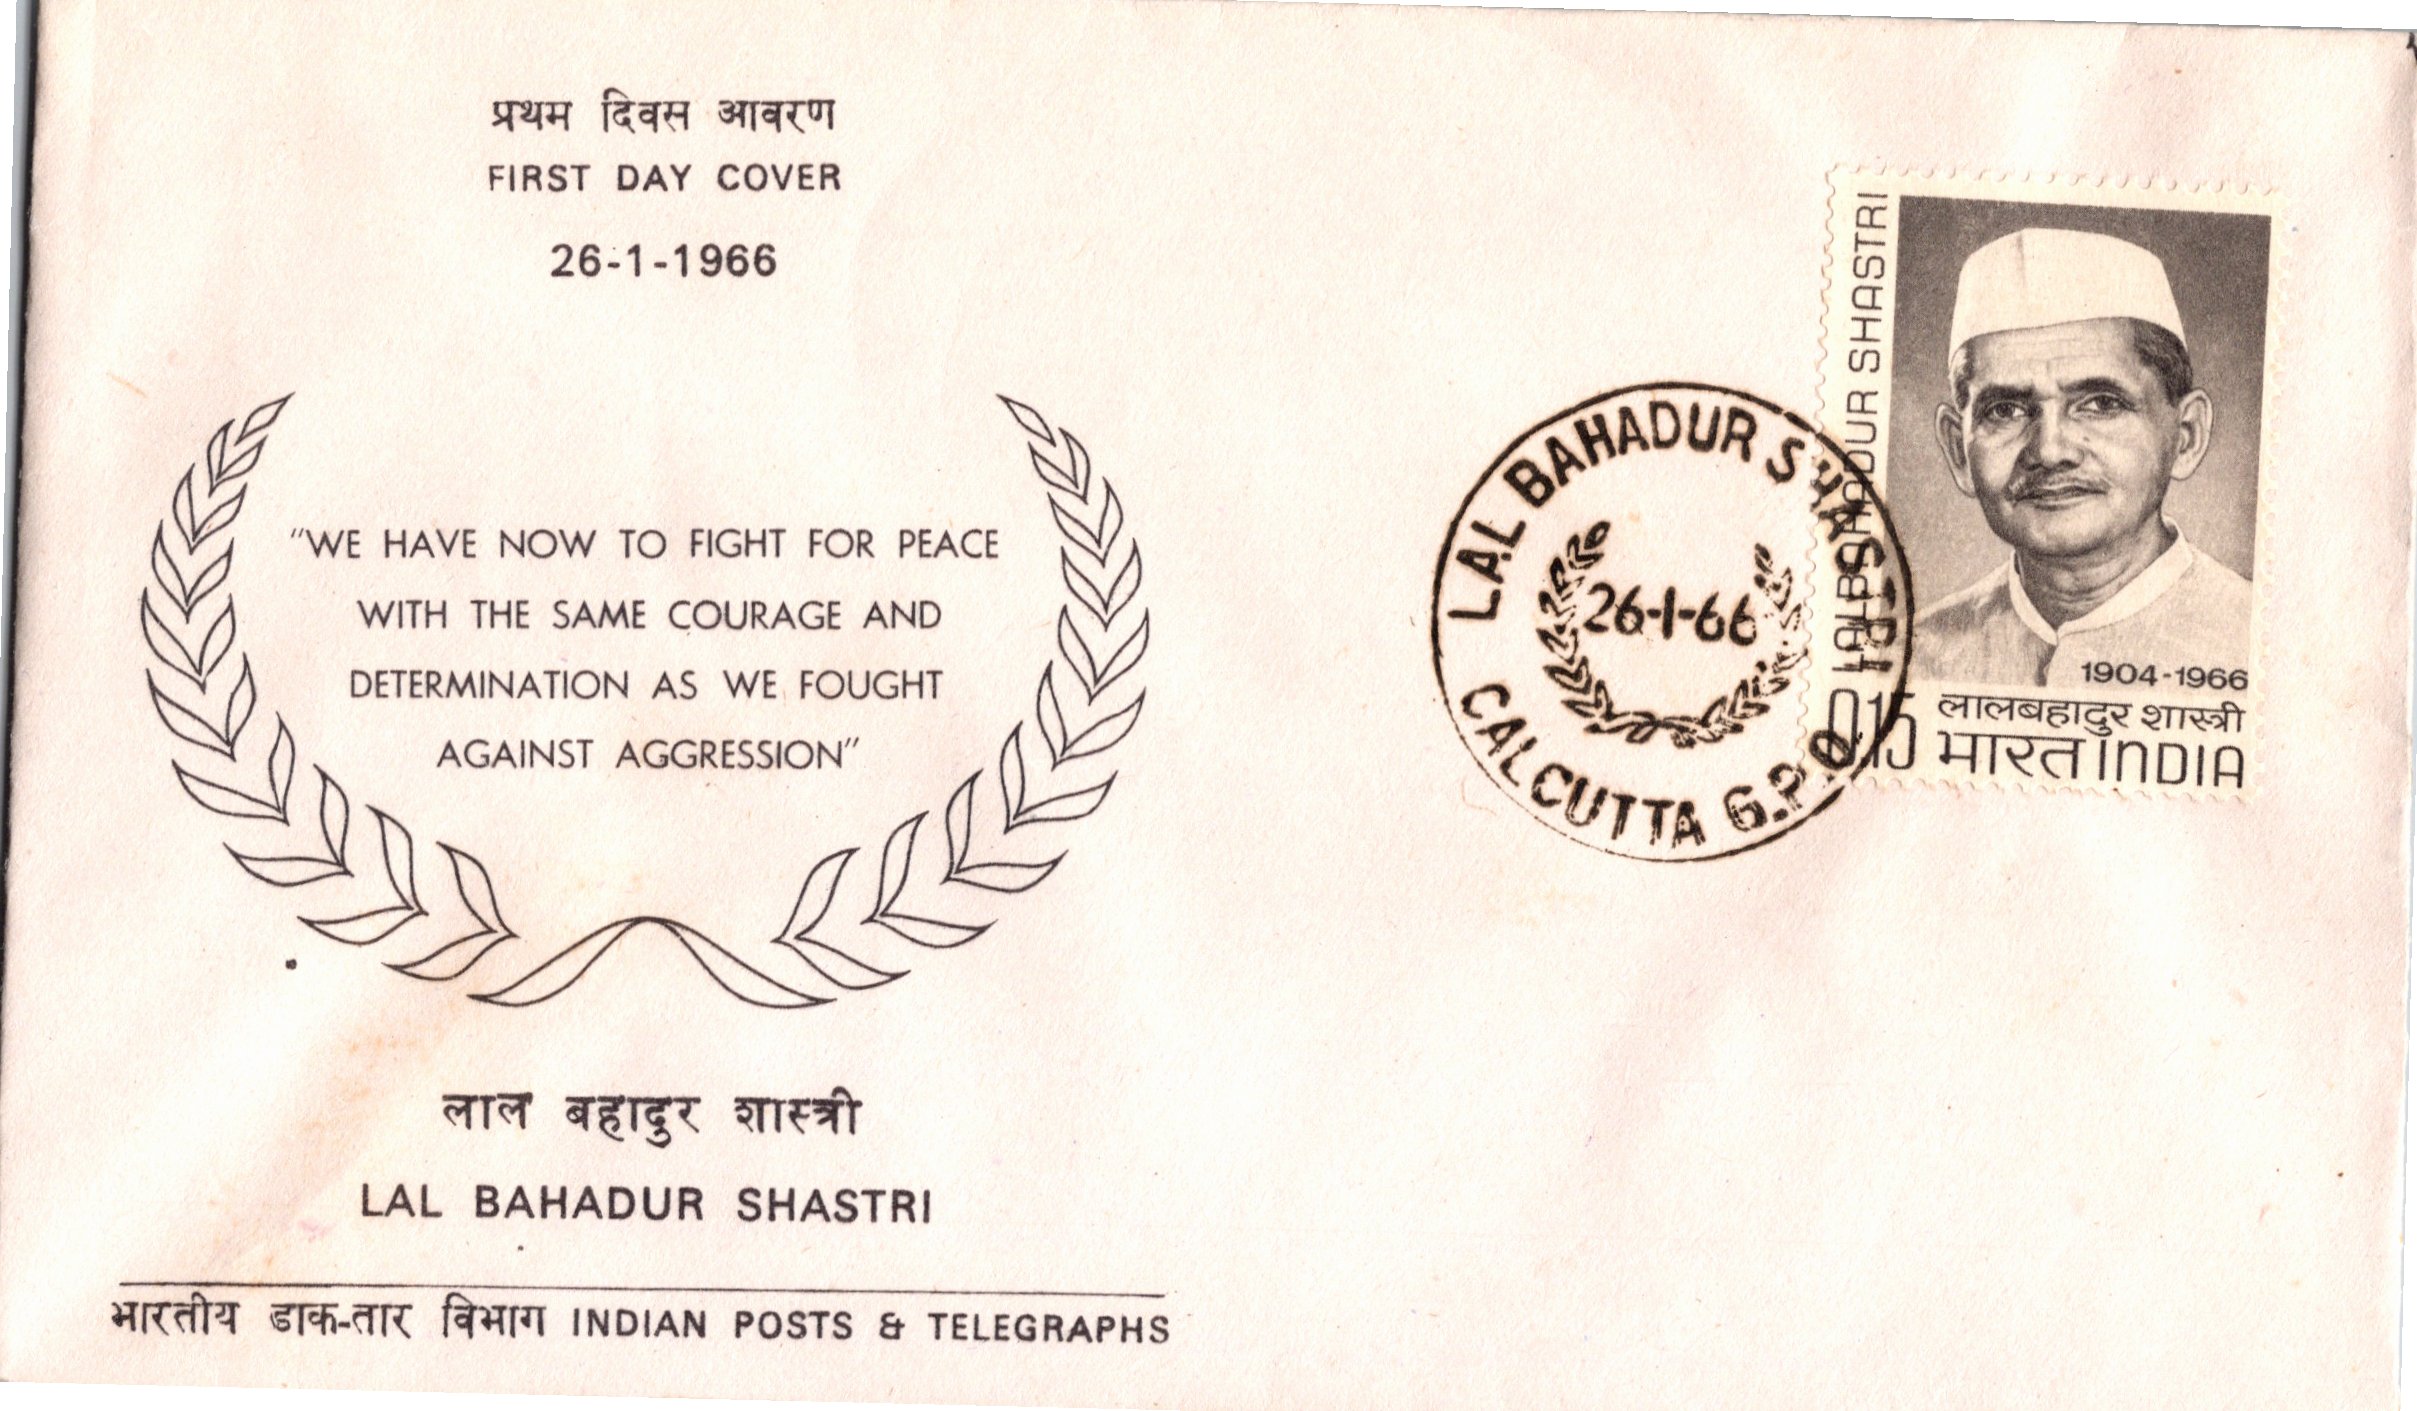 प्रथम दिवस आवरण
FIRST DAY COVER
26-1-1966
"WE HAVE NOW TO FIGHT FOR PEACE
WITH THE SAME COURAGE AND
DETERMINATION AS WE FOUGHT
AGAINST AGGRESSION"
लाल बहादुर शास्त्री
LAL BAHADUR SHASTRI
भारतीय डाक-तार विभाग INDIAN POSTS & TELEGRAPHS
LAL BAHADUR SHASTRI
26-1-66
CALCUTTA G.P.O.
LAL BAHADUR SHASTRI
1904-1966
0.15 लालबहादुर शास्त्री
भारत INDIA